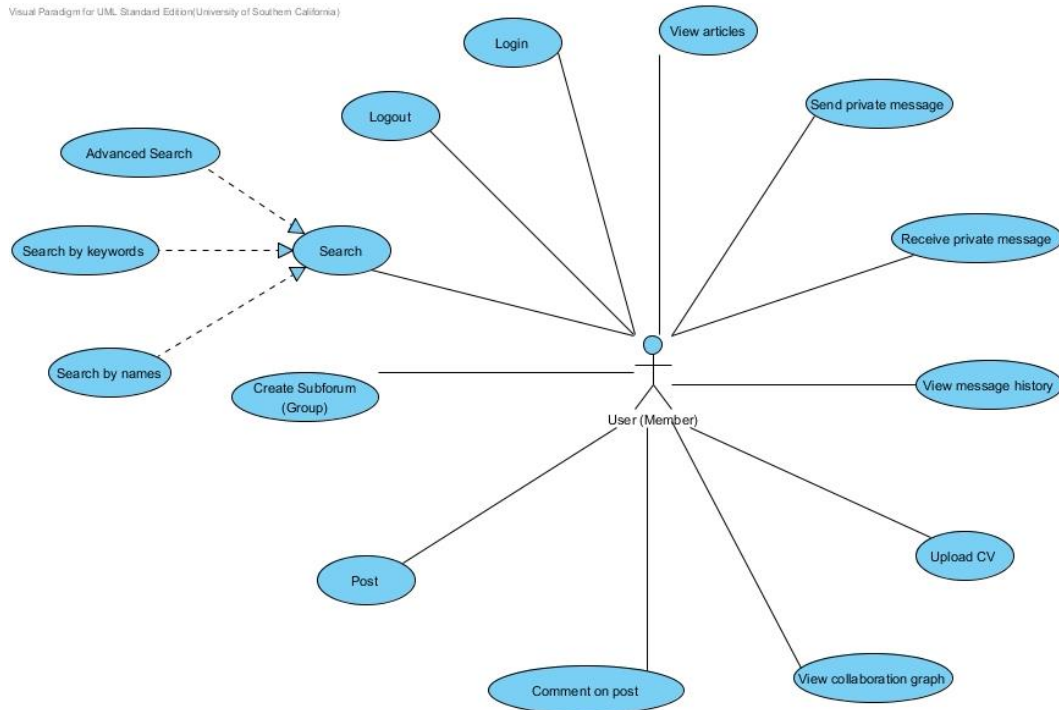 Visual Paradigm for UML Standard Edition(University of Southern California)
View articles
Login
Send private message
Logout
Advanced Search
Receive private message
Search by keywords
Search
Search by names
View message history
Create Subforum
(Group)
User (Member)
Upload CV
Post
View collaboration graph
Comment on post